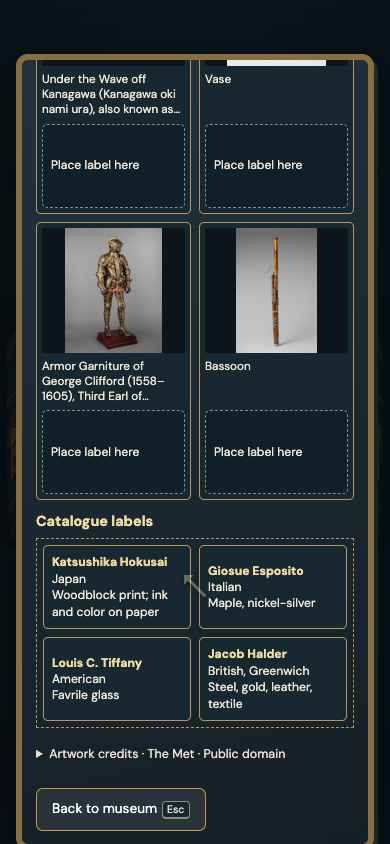 Under the Wave off
Kanagawa (Kanagawa oki
nami ura), also known as…
Vase
Place label here
Place label here
Armor Garniture of
George Clifford (1558–
1605), Third Earl of…
Bassoon
Place label here
Place label here
Catalogue labels
Katsushika Hokusai
Japan
Woodblock print; ink
and color on paper
Giosue Esposito
Italian
Maple, nickel-silver
Louis C. Tiffany
American
Favrile glass
Jacob Halder
British, Greenwich
Steel, gold, leather,
textile
Artwork credits · The Met · Public domain
Back to museum Esc